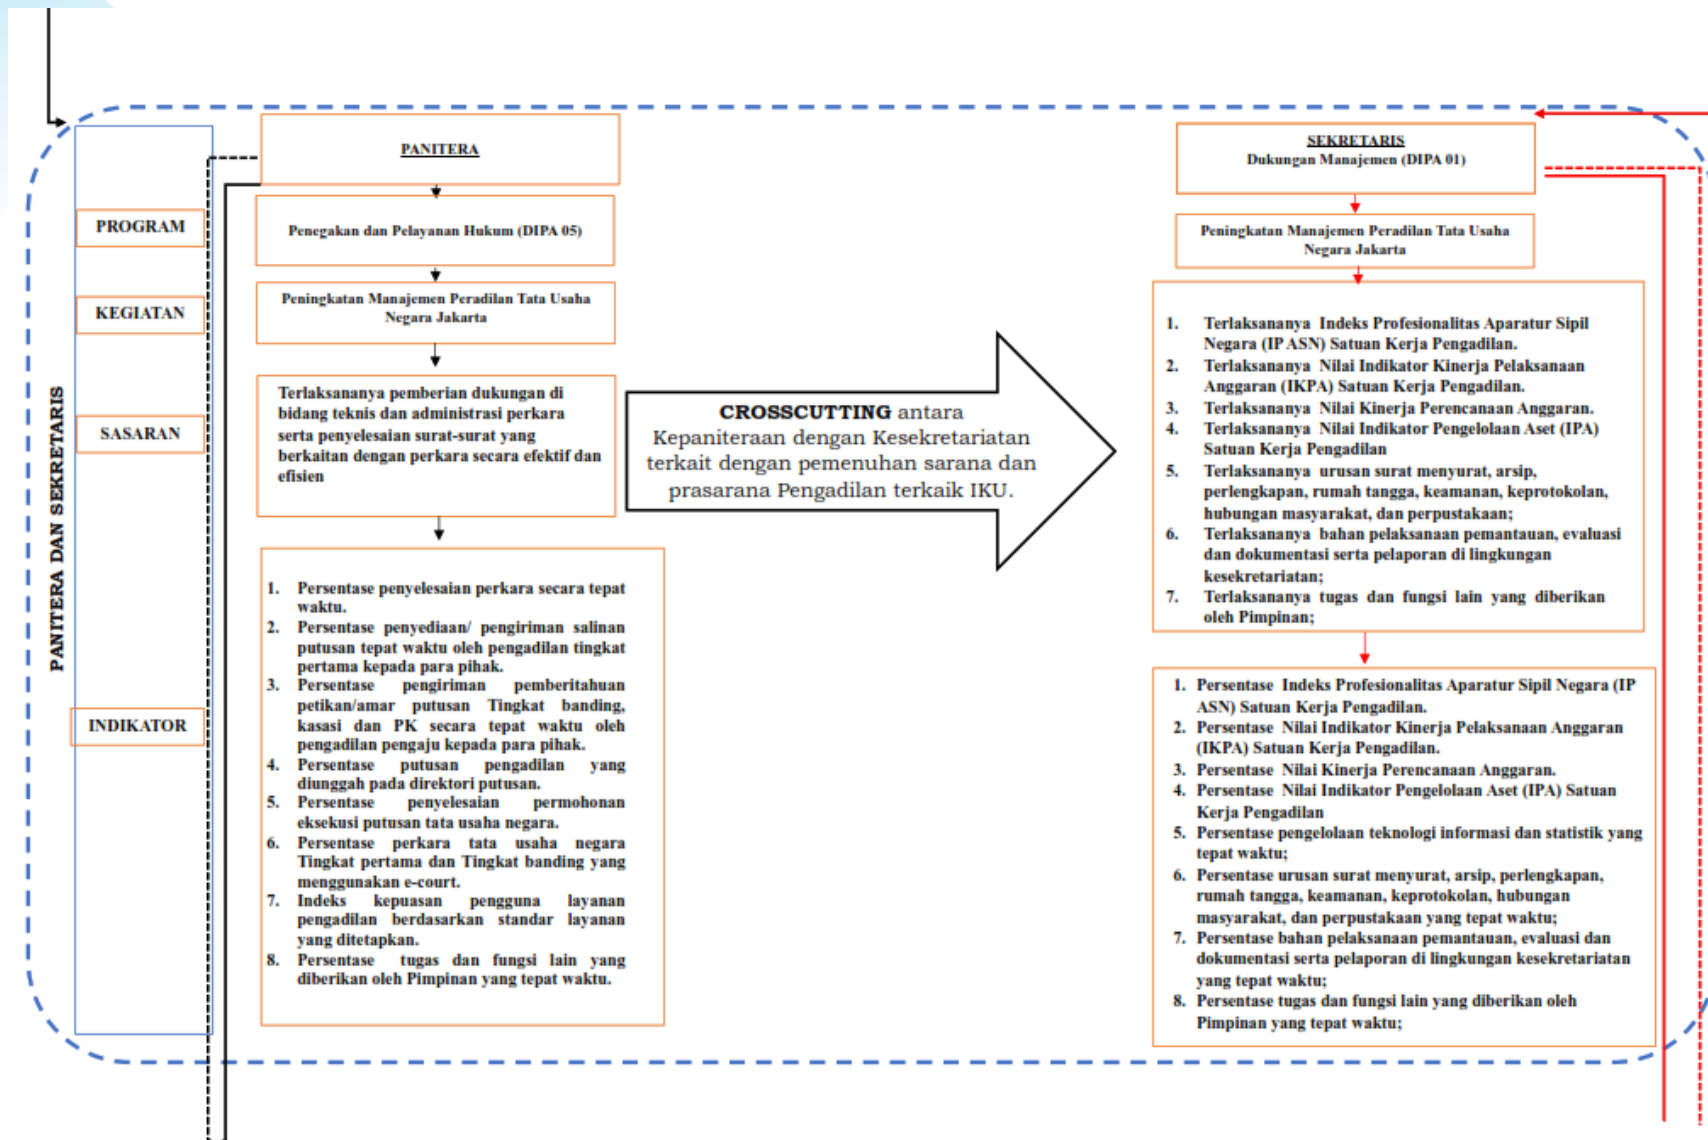 PANITERA DAN SEKRETARIS
PROGRAM
KEGIATAN
SASARAN
INDIKATOR
PANITERA
Penegakan dan Pelayanan Hukum (DIPA 05)
Peningkatan Manajemen Peradilan Tata Usaha
Negara Jakarta
Terlaksananya pemberian dukungan di
bidang teknis dan administrasi perkara
serta penyelesaian surat-surat yang
berkaitan dengan perkara secara efektif dan
efisien
1. Persentase penyelesaian perkara secara tepat
waktu.
2. Persentase penyediaan/ pengiriman salinan
putusan tepat waktu oleh pengadilan tingkat
pertama kepada para pihak.
3. Persentase pengiriman pemberitahuan
petikan/amar putusan Tingkat banding,
kasasi dan PK secara tepat waktu oleh
pengadilan pengaju kepada para pihak.
4. Persentase putusan pengadilan yang
diunggah pada direktori putusan.
5. Persentase penyelesaian permohonan
eksekusi putusan tata usaha negara.
6. Persentase perkara tata usaha negara
Tingkat pertama dan Tingkat banding yang
menggunakan e-court.
7. Indeks kepuasan pengguna layanan
pengadilan berdasarkan standar layanan
yang ditetapkan.
8. Persentase tugas dan fungsi lain yang
diberikan oleh Pimpinan yang tepat waktu.
CROSSCUTTING antara
Kepaniteraan dengan Kesekretariatan
terkait dengan pemenuhan sarana dan
prasarana Pengadilan terkaik IKU.
SEKRETARIS
Dukungan Manajemen (DIPA 01)
Peningkatan Manajemen Peradilan Tata Usaha
Negara Jakarta
1. Terlaksananya Indeks Profesionalitas Aparatur Sipil
Negara (IP ASN) Satuan Kerja Pengadilan.
2. Terlaksananya Nilai Indikator Kinerja Pelaksanaan
Anggaran (IKPA) Satuan Kerja Pengadilan.
3. Terlaksananya Nilai Kinerja Perencanaan Anggaran.
4. Terlaksananya Nilai Indikator Pengelolaan Aset (IPA)
Satuan Kerja Pengadilan
5. Terlaksananya urusan surat menyurat, arsip,
perlengkapan, rumah tangga, keamanan, keprotokolan,
hubungan masyarakat, dan perpustakaan;
6. Terlaksananya bahan pelaksanaan pemantauan, evaluasi
dan dokumentasi serta pelaporan di lingkungan
kesekretariatan;
7. Terlaksananya tugas dan fungsi lain yang diberikan
oleh Pimpinan;
1. Persentase Indeks Profesionalitas Aparatur Sipil Negara (IP
ASN) Satuan Kerja Pengadilan.
2. Persentase Nilai Indikator Kinerja Pelaksanaan Anggaran
(IKPA) Satuan Kerja Pengadilan.
3. Persentase Nilai Kinerja Perencanaan Anggaran.
4. Persentase Nilai Indikator Pengelolaan Aset (IPA) Satuan
Kerja Pengadilan
5. Persentase pengelolaan teknologi informasi dan statistik yang
tepat waktu;
6. Persentase urusan surat menyurat, arsip, perlengkapan,
rumah tangga, keamanan, keprotokolan, hubungan
masyarakat, dan perpustakaan yang tepat waktu;
7. Persentase bahan pelaksanaan pemantauan, evaluasi dan
dokumentasi serta pelaporan di lingkungan kesekretariatan
yang tepat waktu;
8. Persentase tugas dan fungsi lain yang diberikan oleh
Pimpinan yang tepat waktu;